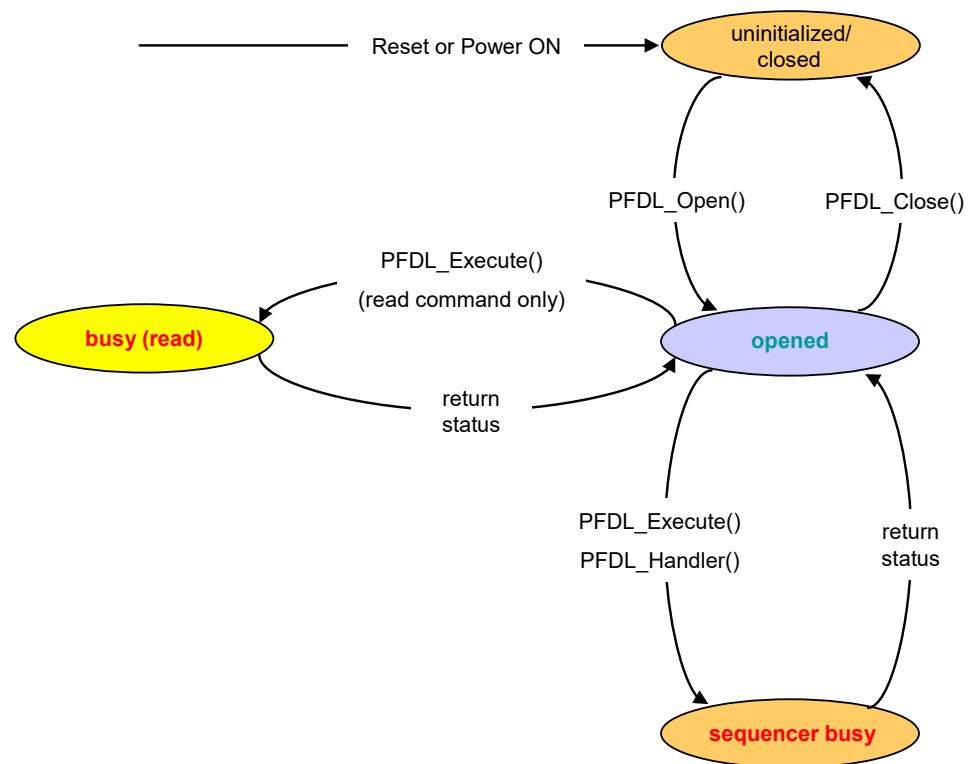 Reset or Power ON
uninitialized/
closed
PFDL_Open()
PFDL_Close()
PFDL_Execute()
(read command only)
busy (read)
opened
return
status
PFDL_Execute()
PFDL_Handler()
return
status
sequencer busy